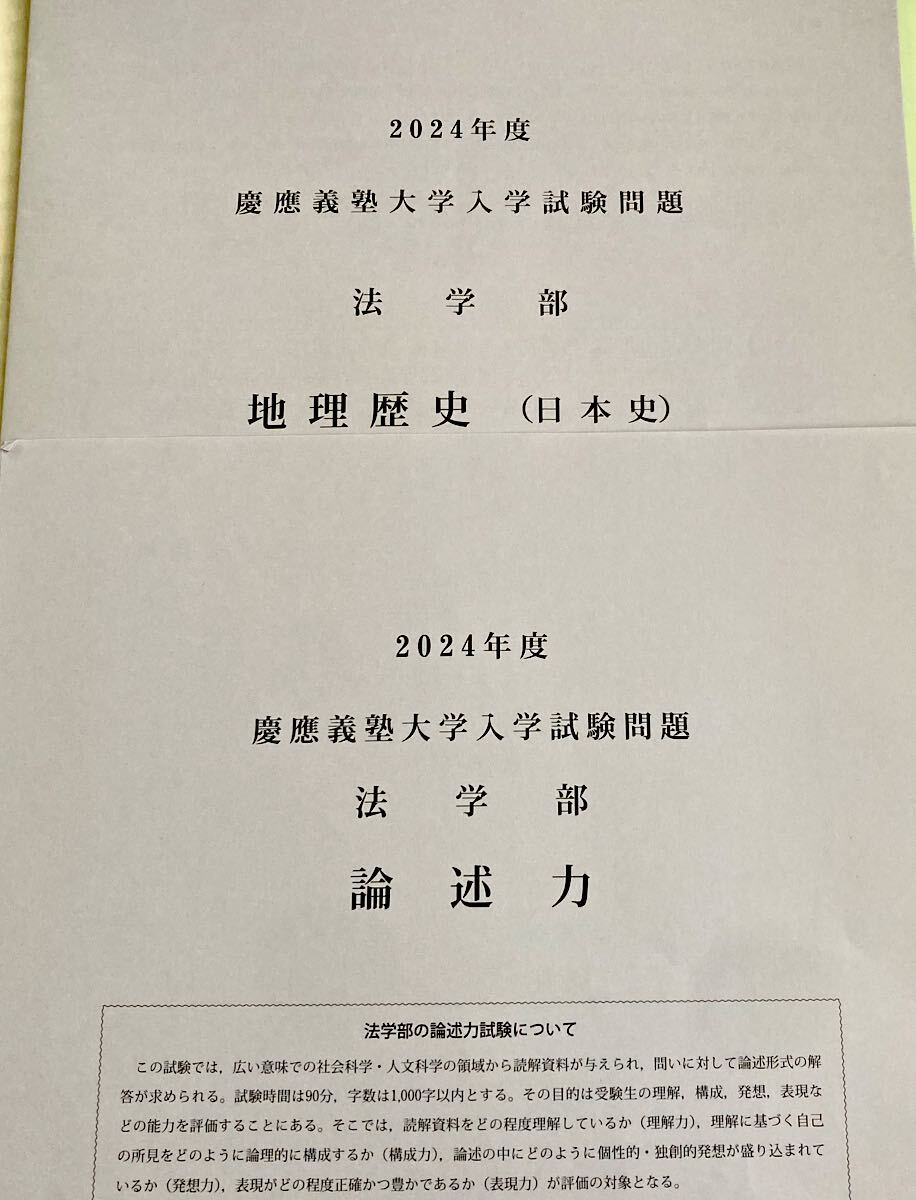 2024年度
慶應義塾大学入学試験問題
法学部
地理歴史（日本史）
2024年度
慶應義塾大学入学試験問題
法学部
論述力
法学部の論述力試験について
この試験では，広い意味での社会科学・人文科学の領域から読解資料が与えられ，問いに対して論述形式の解
答が求められる。試験時間は90分，字数は1,000字以内とする。その目的は受験生の理解，構成，発想，表現な
どの能力を評価することにある。そこでは，読解資料をどの程度理解しているか（理解力），理解に基づく自己
の所見をどのように論理的に構成するか（構成力），論述の中にどのように個性的・独創的発想が盛り込まれて
いるか（発想力），表現がどの程度正確かつ豊かであるか（表現力）が評価の対象となる。